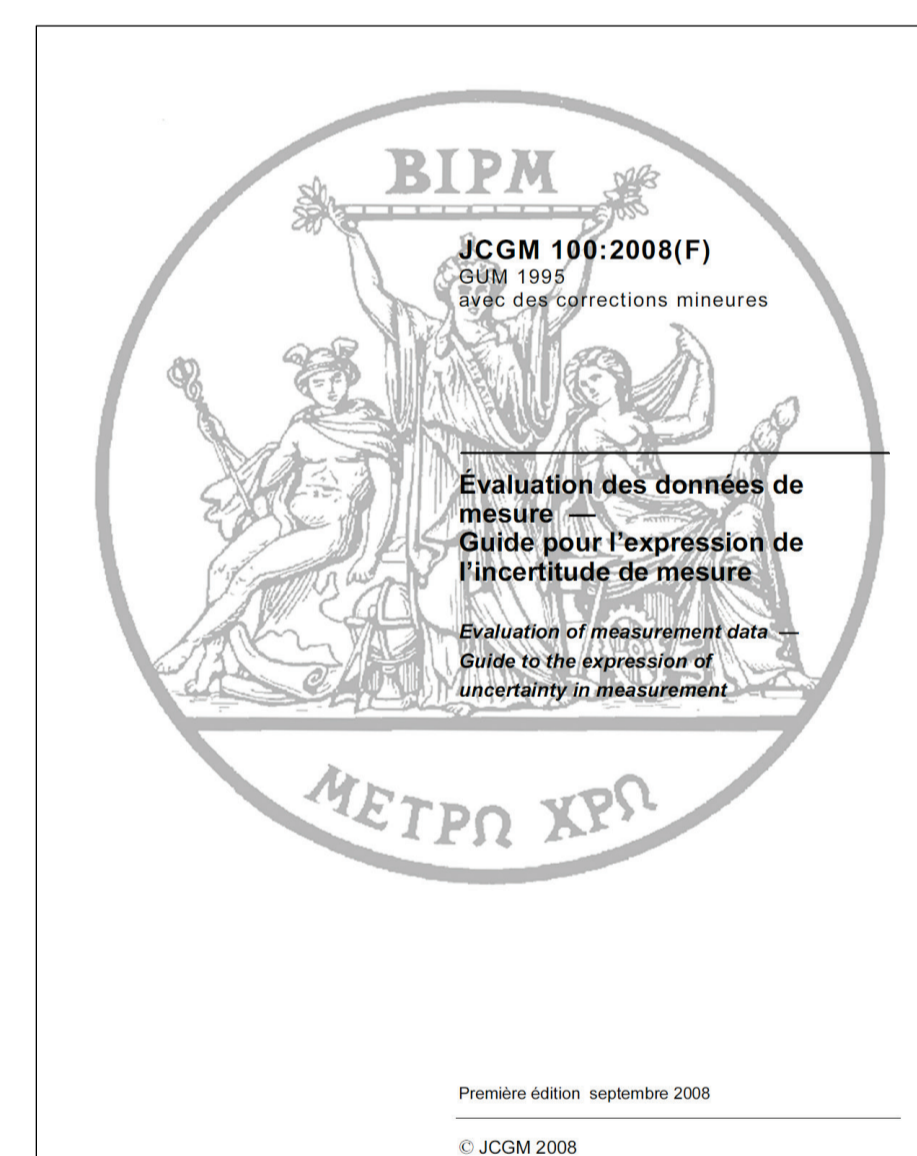 BIPM
JCGM 100:2008(F)
GUM 1995
avec des corrections mineures
Évaluation des données de
mesure —
Guide pour l’expression de
l’incertitude de mesure
Evaluation of measurement data —
Guide to the expression of
uncertainty in measurement
ΜΕΤΡΩ ΧΡΩ
Première édition septembre 2008
© JCGM 2008